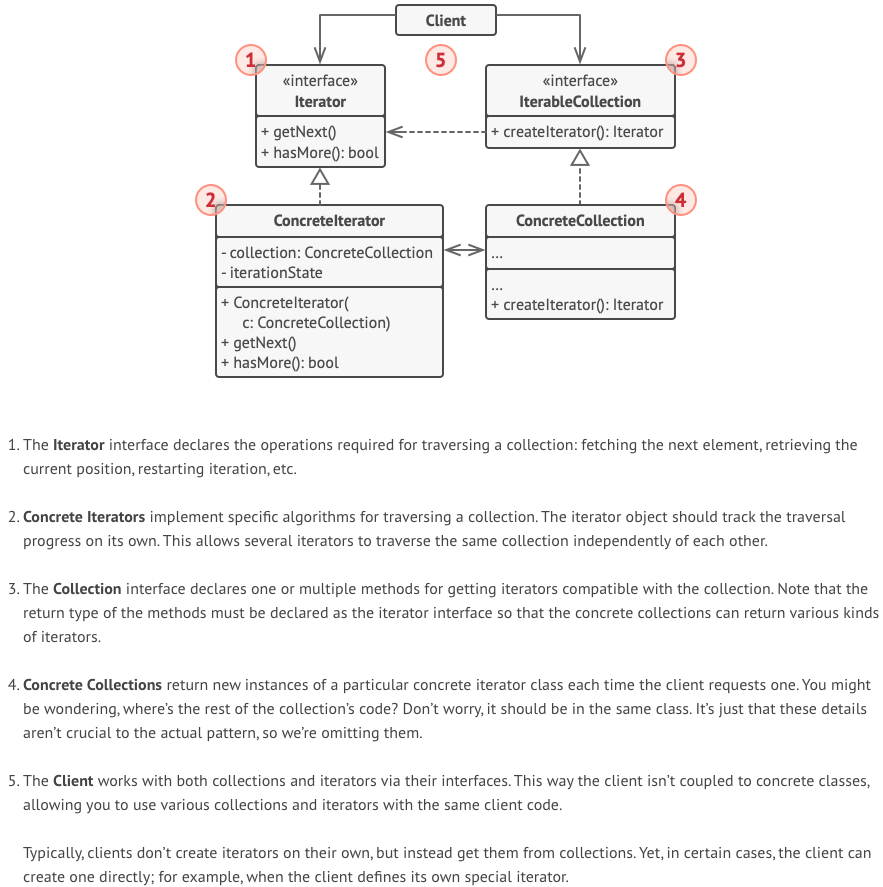 Client
1
5
3
«interface»
Iterator
+ getNext()
+ hasMore(): bool
«interface»
IterableCollection
+ createIterator(): Iterator
2
ConcreteIterator
- collection: ConcreteCollection
- iterationState
+ ConcreteIterator(
c: ConcreteCollection)
+ getNext()
+ hasMore(): bool
4
ConcreteCollection
...
...
+ createIterator(): Iterator
1. The Iterator interface declares the operations required for traversing a collection: fetching the next element, retrieving the
current position, restarting iteration, etc.
2. Concrete Iterators implement specific algorithms for traversing a collection. The iterator object should track the traversal
progress on its own. This allows several iterators to traverse the same collection independently of each other.
3. The Collection interface declares one or multiple methods for getting iterators compatible with the collection. Note that the
return type of the methods must be declared as the iterator interface so that the concrete collections can return various kinds
of iterators.
4. Concrete Collections return new instances of a particular concrete iterator class each time the client requests one. You might
be wondering, where’s the rest of the collection’s code? Don’t worry, it should be in the same class. It’s just that these details
aren’t crucial to the actual pattern, so we’re omitting them.
5. The Client works with both collections and iterators via their interfaces. This way the client isn’t coupled to concrete classes,
allowing you to use various collections and iterators with the same client code.
Typically, clients don’t create iterators on their own, but instead get them from collections. Yet, in certain cases, the client can
create one directly; for example, when the client defines its own special iterator.